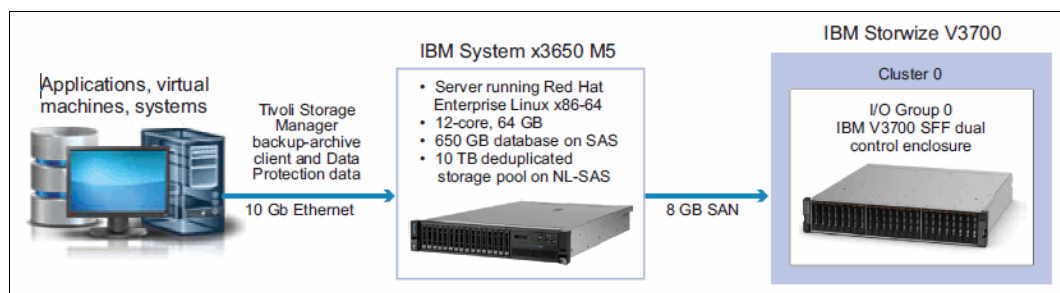 Applications, virtual
machines, systems
Tivoli Storage
Manager
backup-archive
client and Data
Protection data
10 Gb Ethernet
IBM System x3650 M5
• Server running Red Hat
Enterprise Linux x86-64
• 12-core, 64 GB
• 650 GB database on SAS
• 10 TB deduplicated
storage pool on NL-SAS
8 GB SAN
IBM Storwize V3700
Cluster 0
I/O Group 0
IBM V3700 SFF dual
control enclosure